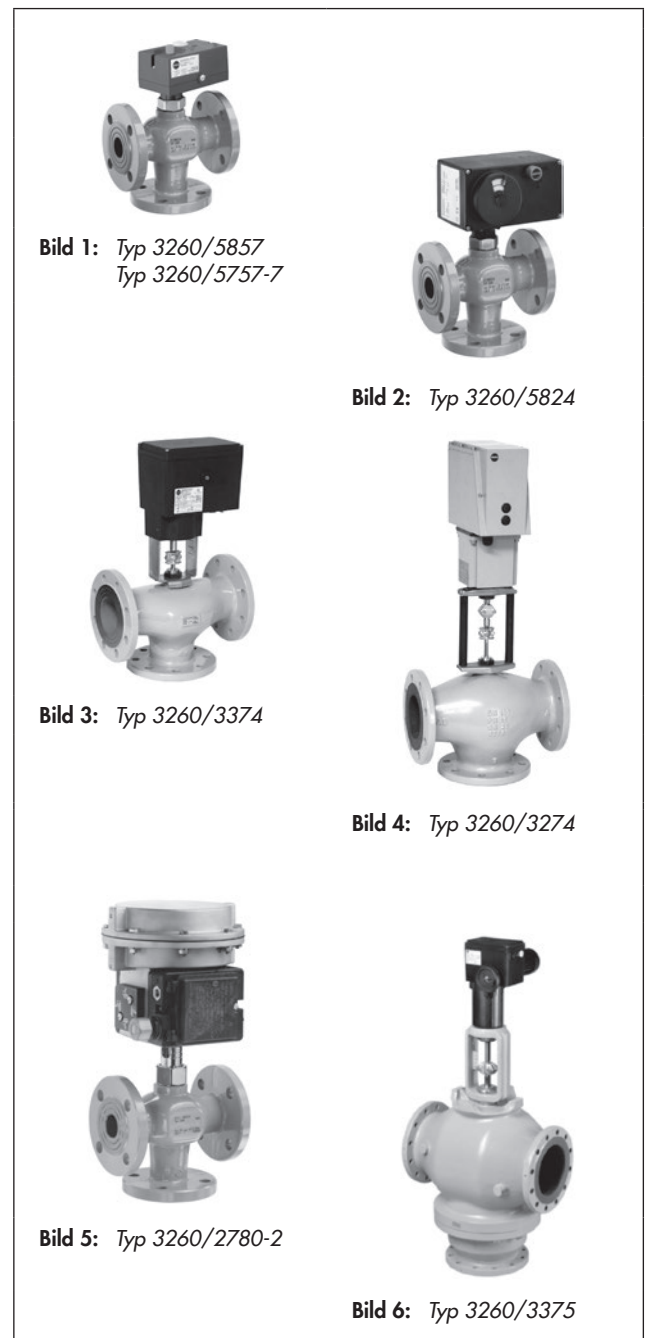 Bild 1: Typ 3260/5857
Typ 3260/5757-7
Bild 2: Typ 3260/5824
Bild 3: Typ 3260/3374
Bild 4: Typ 3260/3274
Bild 5: Typ 3260/2780-2
Bild 6: Typ 3260/3375